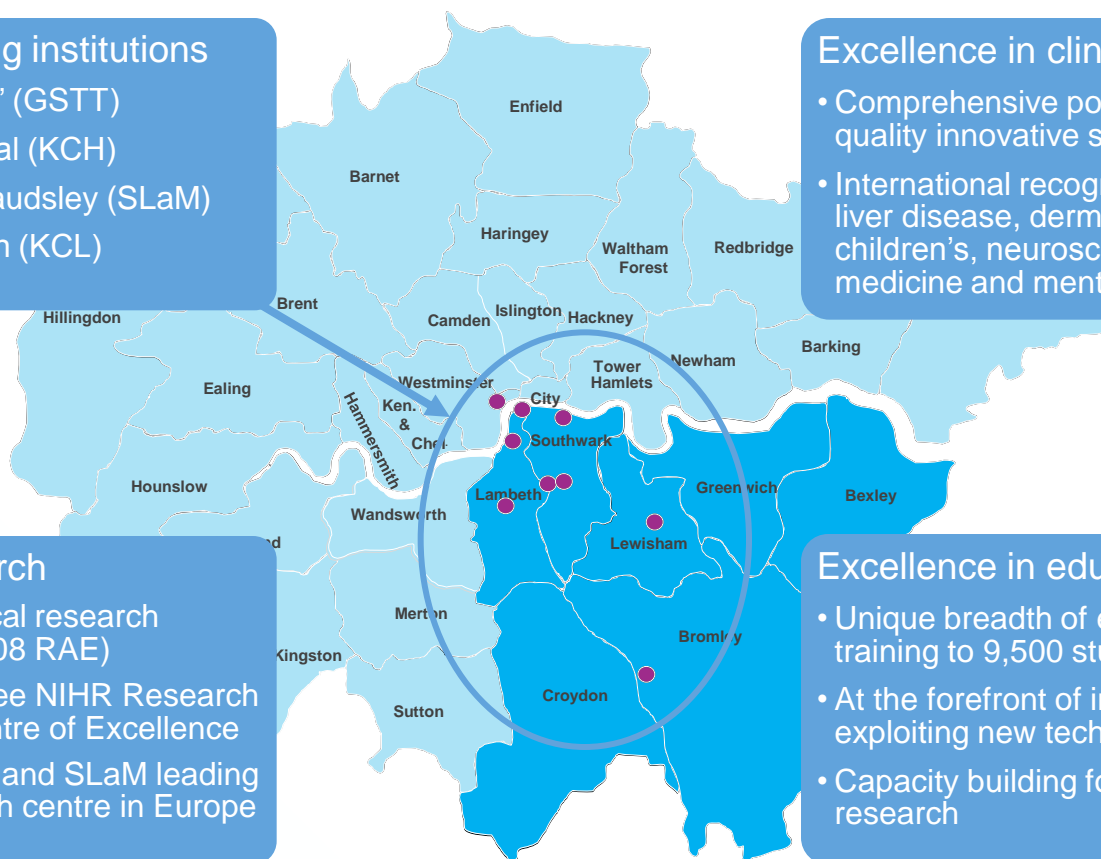 g institutions
’ (GSTT)
al (KCH)
audsley (SLaM)
(KCL)
Excellence in clin
• Comprehensive po
quality innovative s
• International recog
liver disease, derm
children’s, neurosc
medicine and ment
Enfield
Barnet
Haringey
Waltham
Forest
Redbridge
Hillingdon
Brent
Camden
Islington
Hackney
Barking
Ealing
Westminster
Tower
Hamlets
Newham
Hammersmith
Ken.
&
Chel.
City
Southwark
Hounslow
Lambeth
Greenwich
Bexley
Wandsworth
Lewisham
Merton
Kingston
Bromley
Sutton
Croydon
rch
cal research
08 RAE)
ee NIHR Research
ntre of Excellence
and SLaM leading
h centre in Europe
Excellence in edu
• Unique breadth of e
training to 9,500 stu
• At the forefront of i
exploiting new tech
• Capacity building fo
research